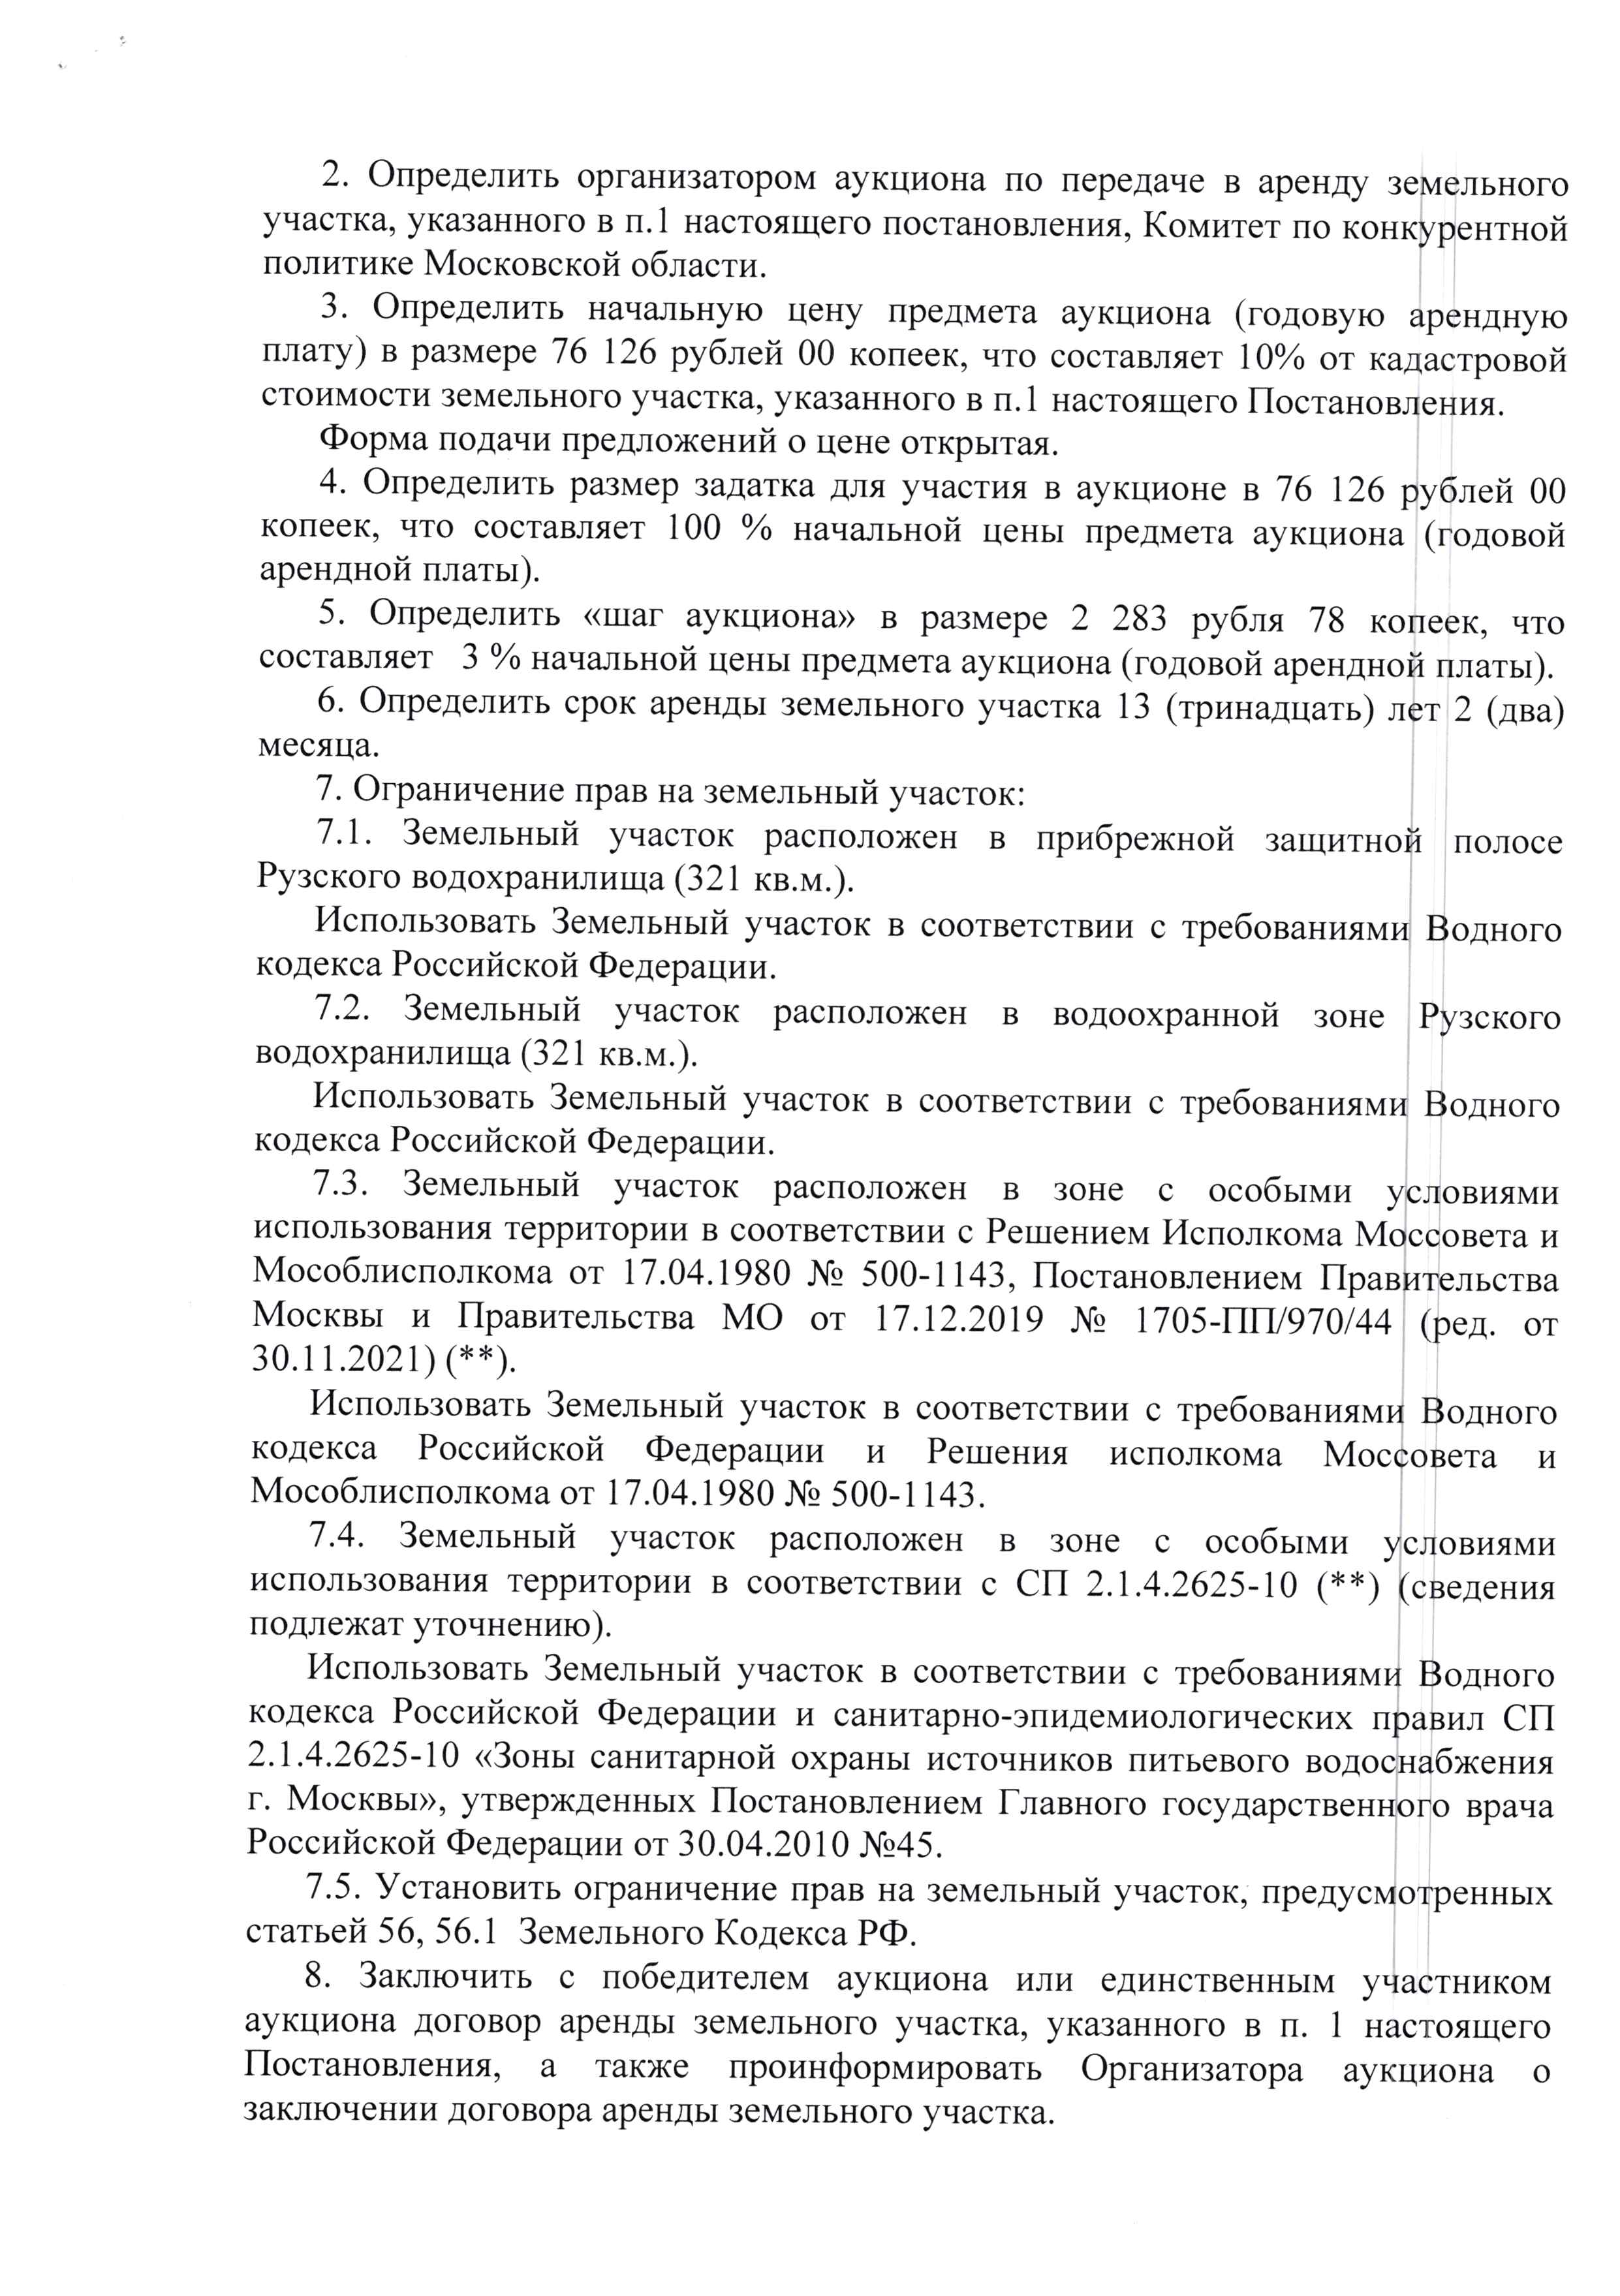 2. Определить организатором аукциона по передаче в аренду земельного
участка, указанного в п.1 настоящего постановления, Комитет по конкурентной
политике Московской области.
3. Определить начальную цену предмета аукциона (годовую арендную
плату) в размере 76 126 рублей 00 копеек, что составляет 10% от кадастровой
стоимости земельного участка, указанного в п.1 настоящего Постановления.
Форма подачи предложений о цене открытая.
4. Определить размер задатка для участия в аукционе в 76 126 рублей 00
копеек, что составляет 100 % начальной цены предмета аукциона (годовой
арендной платы).
5. Определить «шаг аукциона» в размере 2 283 рубля 78 копеек, что
составляет 3 % начальной цены предмета аукциона (годовой арендной платы).
6. Определить срок аренды земельного участка 13 (тринадцать) лет 2 (два)
месяца.
7. Ограничение прав на земельный участок:
7.1. Земельный участок расположен в прибрежной защитной полосе
Рузского водохранилища (321 кв.м.).
Использовать Земельный участок в соответствии с требованиями Водного
кодекса Российской Федерации.
7.2. Земельный участок расположен в водоохранной зоне Рузского
водохранилища (321 кв.м.).
Использовать Земельный участок в соответствии с требованиями Водного
кодекса Российской Федерации.
7.3. Земельный участок расположен в зоне с особыми условиями
использования территории в соответствии с Решением Исполкома Моссовета и
Мособлисполкома от 17.04.1980 № 500-1143, Постановлением Правительства
Москвы и Правительства МО от 17.12.2019 № 1705-ПП/970/44 (ред. от
30.11.2021) (**).
Использовать Земельный участок в соответствии с требованиями Водного
кодекса Российской Федерации и Решения исполкома Моссовета и
Мособлисполкома от 17.04.1980 № 500-1143.
7.4. Земельный участок расположен в зоне с особыми условиями
использования территории в соответствии с СП 2.1.4.2625-10 (**) (сведения
подлежат уточнению).
Использовать Земельный участок в соответствии с требованиями Водного
кодекса Российской Федерации и санитарно-эпидемиологических правил СП
2.1.4.2625-10 «Зоны санитарной охраны источников питьевого водоснабжения
г. Москвы», утвержденных Постановлением Главного государственного врача
Российской Федерации от 30.04.2010 №45.
7.5. Установить ограничение прав на земельный участок, предусмотренных
статьей 56, 56.1 Земельного Кодекса РФ.
8. Заключить с победителем аукциона или единственным участником
аукциона договор аренды земельного участка, указанного в п. 1 настоящего
Постановления, а также проинформировать Организатора аукциона о
заключении договора аренды земельного участка.